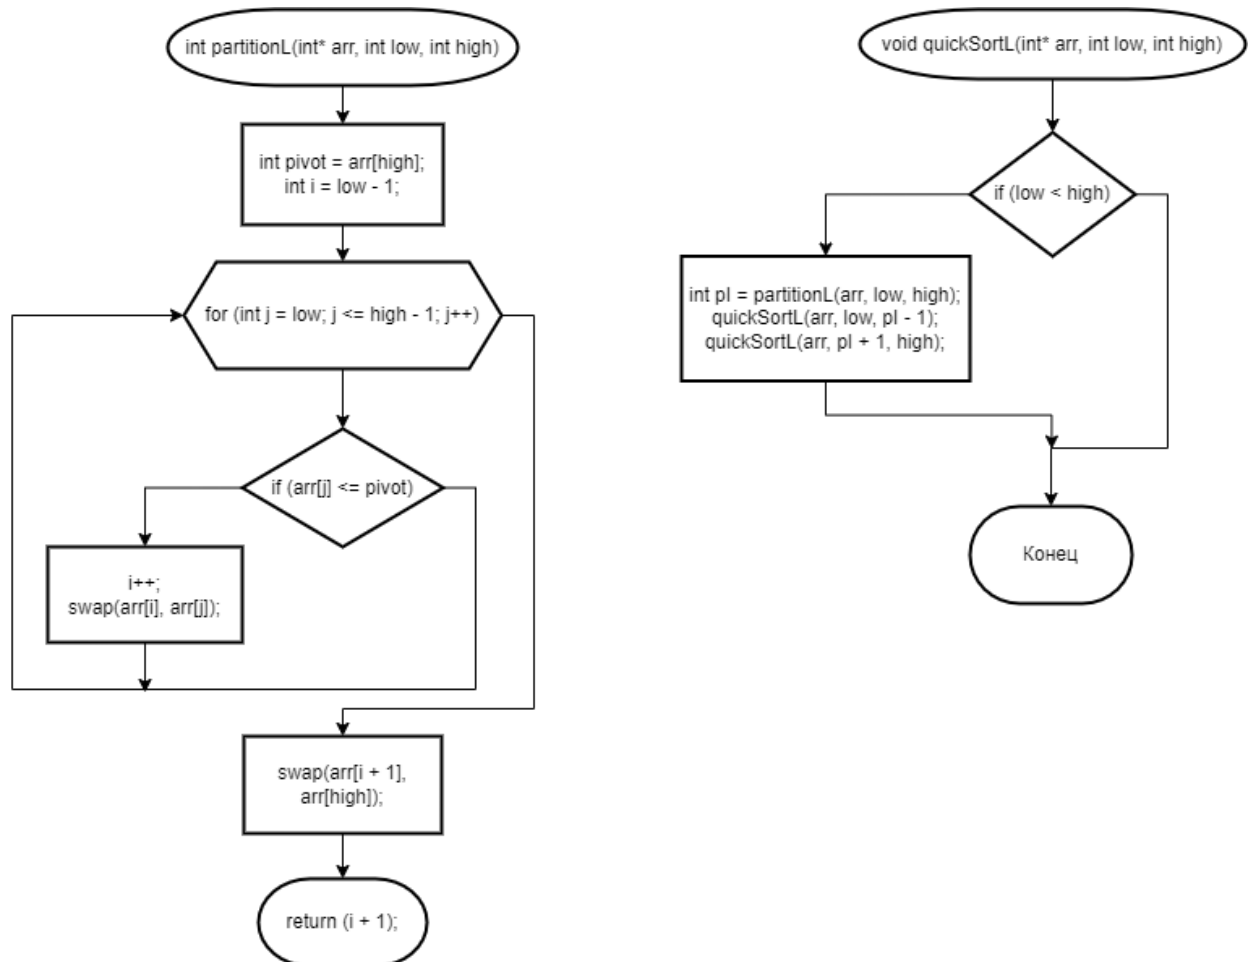 int partitionL(int* arr, int low, int high)
int pivot = arr[high];
int i = low - 1;
for (int j = low; j <= high - 1; j++)
if (arr[j] <= pivot)
i++;
swap(arr[i], arr[j]);
swap(arr[i + 1],
arr[high]);
return (i + 1);
void quickSortL(int* arr, int low, int high)
if (low < high)
int pI = partitionL(arr, low, high);
quickSortL(arr, low, pI - 1);
quickSortL(arr, pI + 1, high);
Конец